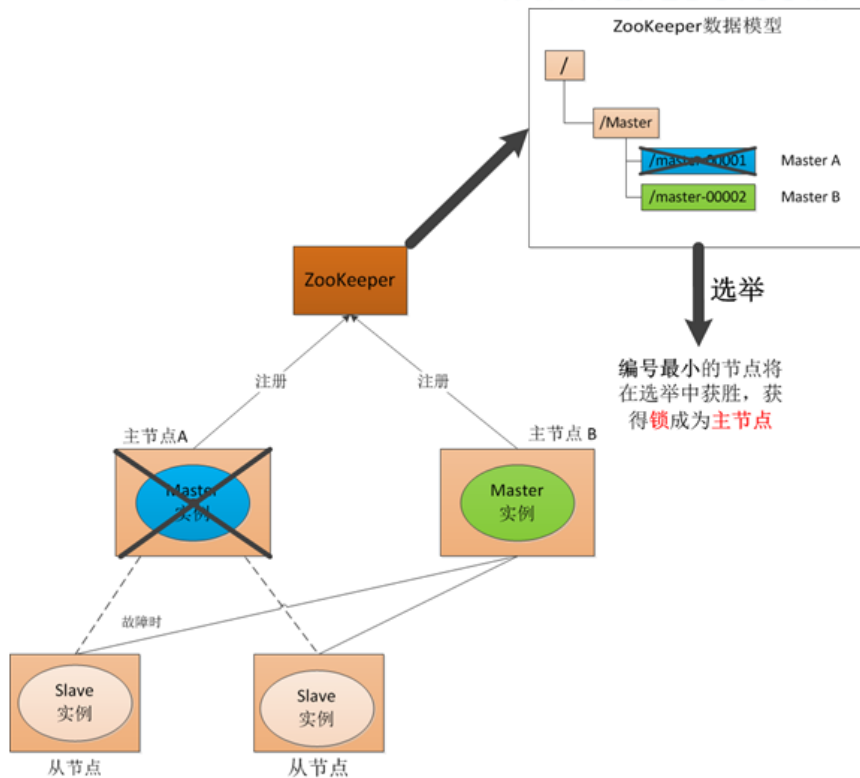 ZooKeeper数据模型
/
/Master
/master-00001
Master A
/master-00002
Master B
ZooKeeper
选举
编号最小的节点将
在选举中获胜，获
得锁成为主节点
注册
注册
主节点A
主节点 B
Master
实例
Master
实例
故障时
Slave
实例
Slave
实例
从节点
从节点